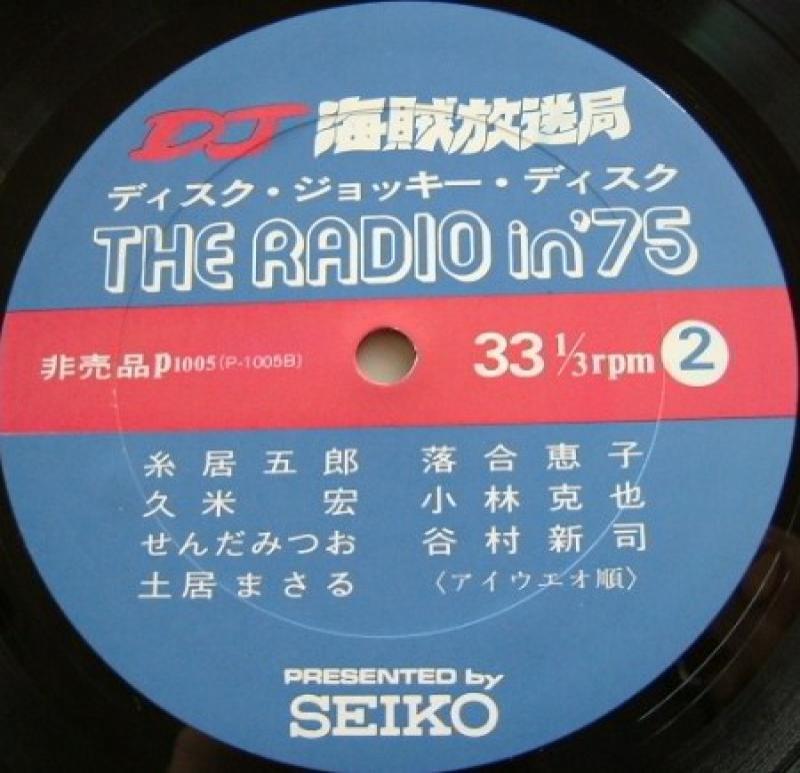 DJ 海賊放送局
ディスク・ジョッキー・ディスク
THE RADIO in'75
非売品 P1005 (P-1005B) 33 1/3 rpm 2
糸居五郎 落合恵子
久米 宏 小林克也
せんだみつお 谷村新司
土居まさる 〈アイウエオ順〉
PRESENTED by
SEIKO